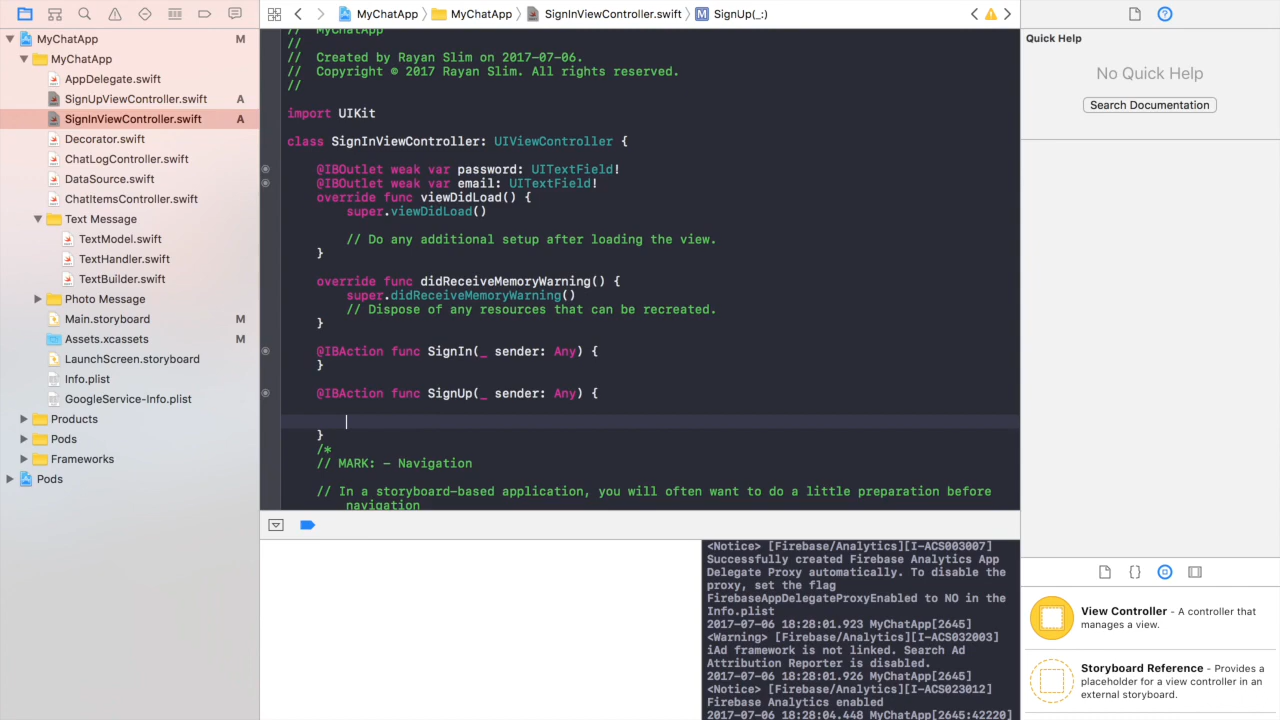 MyChatApp
MyChatApp
SignInViewController.swift
SignUp(_:)
MyChatApp M
MyChatApp
AppDelegate.swift
SignUpViewController.swift A
SignInViewController.swift A
Decorator.swift
ChatLogController.swift
DataSource.swift
ChatItemsController.swift
Text Message
TextModel.swift
TextHandler.swift
TextBuilder.swift
Photo Message
Main.storyboard M
Assets.xcassets M
LaunchScreen.storyboard
Info.plist
GoogleService-Info.plist
Products
Pods
Frameworks
Pods
// MyChatApp
//
// Created by Rayan Slim on 2017-07-06.
// Copyright © 2017 Rayan Slim. All rights reserved.
//
import UIKit
class SignInViewController: UIViewController {
@IBOutlet weak var password: UITextField!
@IBOutlet weak var email: UITextField!
override func viewDidLoad() {
super.viewDidLoad()
// Do any additional setup after loading the view.
}
override func didReceiveMemoryWarning() {
super.didReceiveMemoryWarning()
// Dispose of any resources that can be recreated.
}
@IBAction func SignIn(_ sender: Any) {
}
@IBAction func SignUp(_ sender: Any) {
}
/*
// MARK: - Navigation
// In a storyboard-based application, you will often want to do a little preparation before
navigation
<Notice> [Firebase/Analytics][I-ACS003007]
Successfully created Firebase Analytics App
Delegate Proxy automatically. To disable the
proxy, set the flag
FirebaseAppDelegateProxyEnabled to NO in the
Info.plist
2017-07-06 18:28:01.923 MyChatApp[2645]
<Warning> [Firebase/Analytics][I-ACS032003]
iAd framework is not linked. Search Ad
Attribution Reporter is disabled.
2017-07-06 18:28:01.926 MyChatApp[2645]
<Notice> [Firebase/Analytics][I-ACS023012]
Firebase Analytics enabled
2017-07-06 18:28:04.448 MyChatApp[2645:42220]
Quick Help
No Quick Help
Search Documentation
View Controller - A controller that
manages a view.
Storyboard Reference - Provides a
placeholder for a view controller in an
external storyboard.